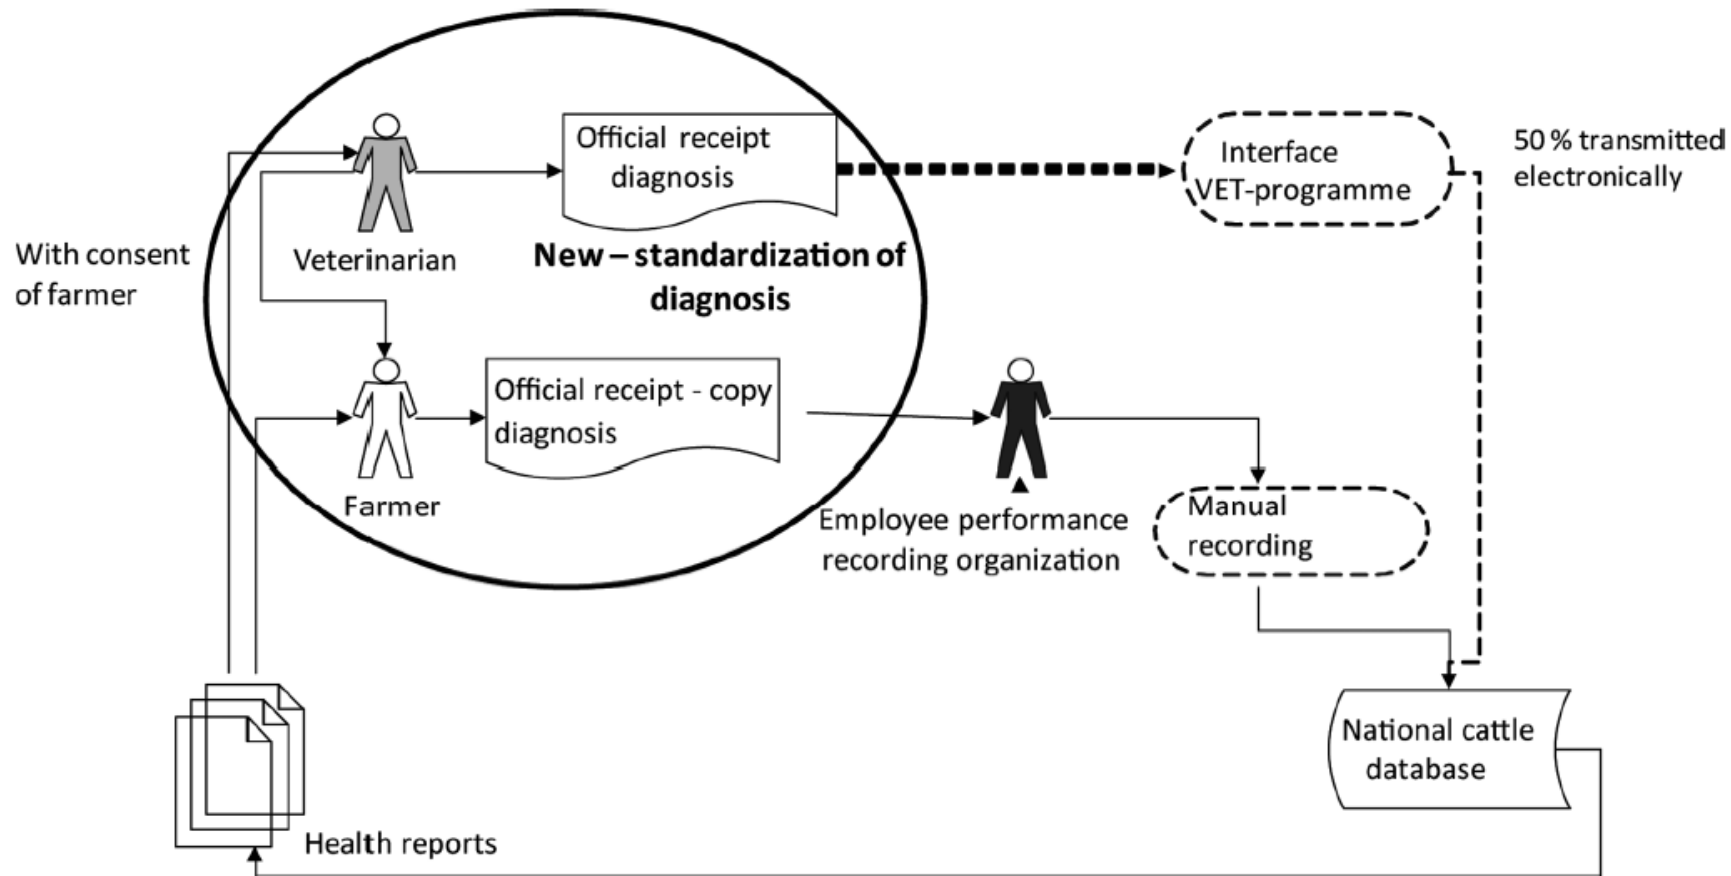 Official receipt
diagnosis
Interface
VET-programme
50 % transmitted
electronically
With consent
of farmer
Veterinarian
New – standardization of
diagnosis
Official receipt - copy
diagnosis
Farmer
Employee performance
recording organization
Manual
recording
National cattle
database
Health reports